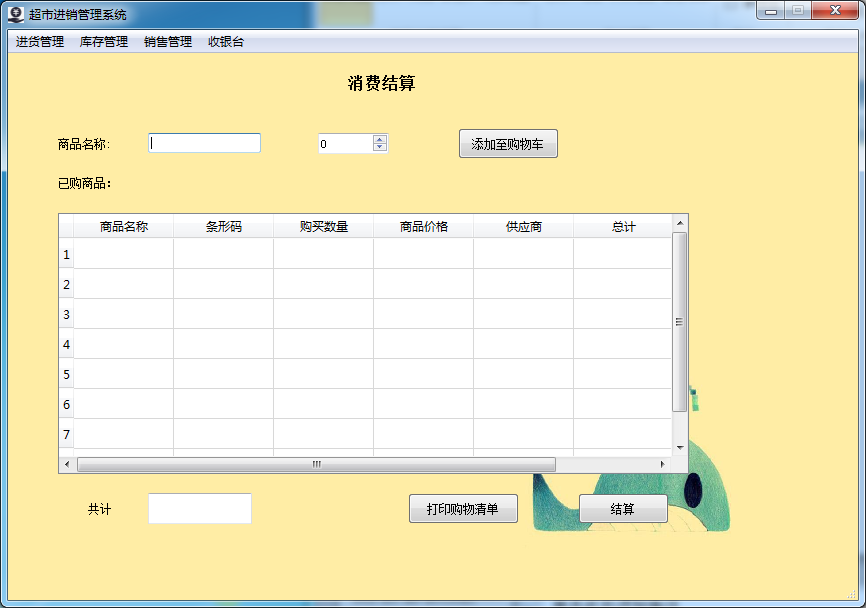 超市进销管理系统
进货管理 库存管理 销售管理 收银台
消费结算
商品名称: 0 添加至购物车
已购商品:
商品名称 条形码 购买数量 商品价格 供应商 总计
1
2
3
4
5
6
7
共计 打印购物清单 结算